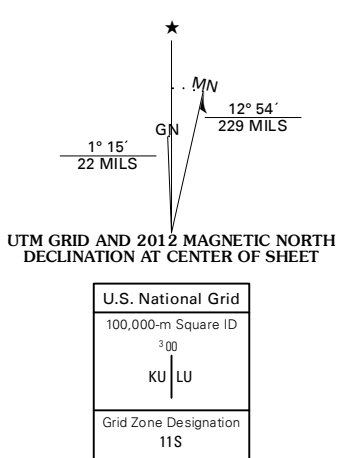 ★
MN
GN
12° 54´
229 MILS
1° 15´
22 MILS
UTM GRID AND 2012 MAGNETIC NORTH
DECLINATION AT CENTER OF SHEET
U.S. National Grid
100,000-m Square ID
³00
KU LU
Grid Zone Designation
11S